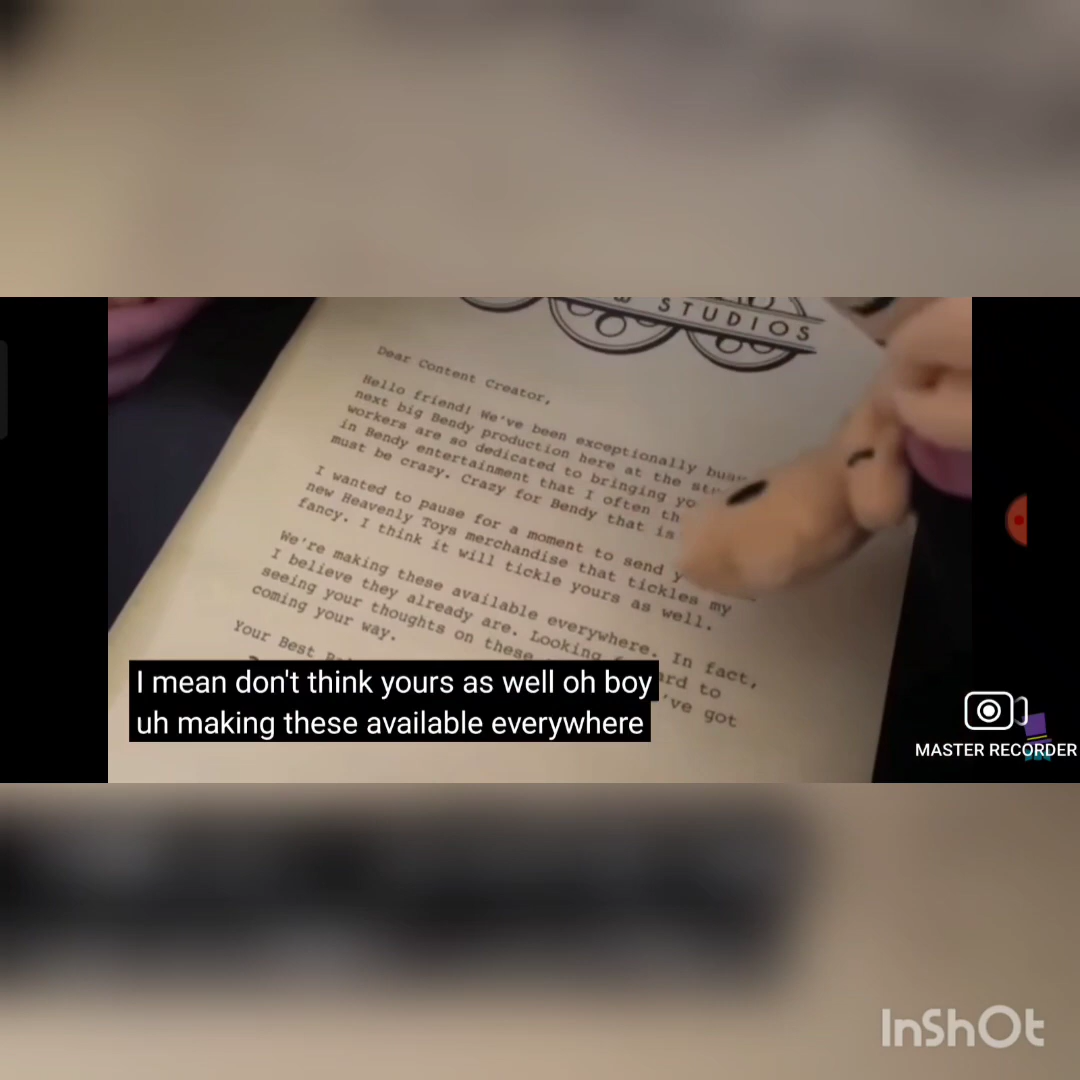 STUDIOS
Dear Content Creator,
Hello friend! We've been exceptionally
next big Bendy production here at the
workers are so dedicated to bringing
in Bendy entertainment that I often
must be crazy. Crazy for Bendy that is
I wanted to pause for a moment to send
new Heavenly Toys merchandise that tickles my
fancy. I think it will tickle yours as well.
We're making these available everywhere. In fact,
I believe they already are. Looking to
seeing your thoughts on these 've got
coming your way.
Your Best
I mean don't think yours as well oh boy
uh making these available everywhere
MASTER RECORDER
InShOt